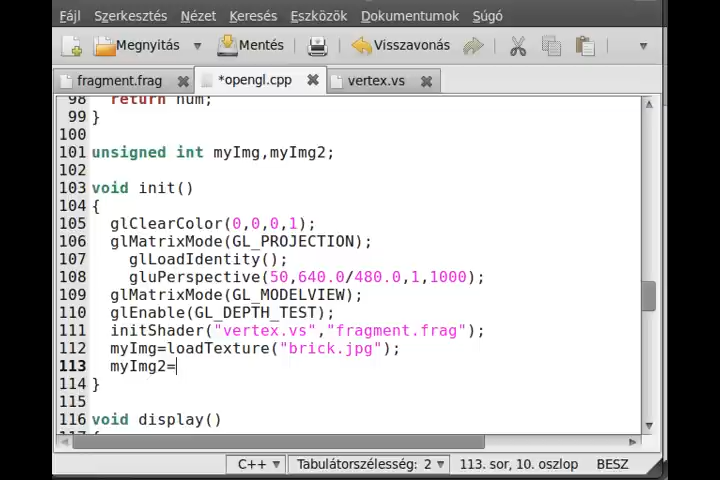 Fájl Szerkesztés Nézet Keresés Eszközök Dokumentumok Súgó
Megnyitás Mentés Visszavonás
fragment.frag *opengl.cpp vertex.vs
98 return num;
99 }
100
101 unsigned int myImg,myImg2;
102
103 void init()
104 {
105 glClearColor(0,0,0,1);
106 glMatrixMode(GL_PROJECTION);
107 glLoadIdentity();
108 gluPerspective(50,640.0/480.0,1,1000);
109 glMatrixMode(GL_MODELVIEW);
110 glEnable(GL_DEPTH_TEST);
111 initShader("vertex.vs","fragment.frag");
112 myImg=loadTexture("brick.jpg");
113 myImg2=
114 }
115
116 void display()
117 {
C++ Tabulátorszélesség: 2 113. sor, 10. oszlop BESZ